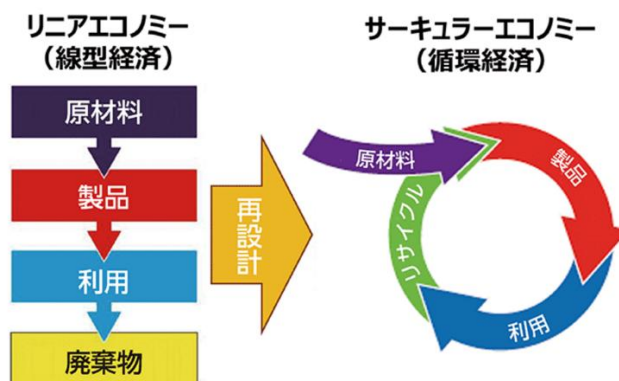 リニアエコノミー
（線型経済）
原材料
製品
利用
廃棄物
再設計
サーキュラーエコノミー
（循環経済）
原材料
製品
利用
リサイクル